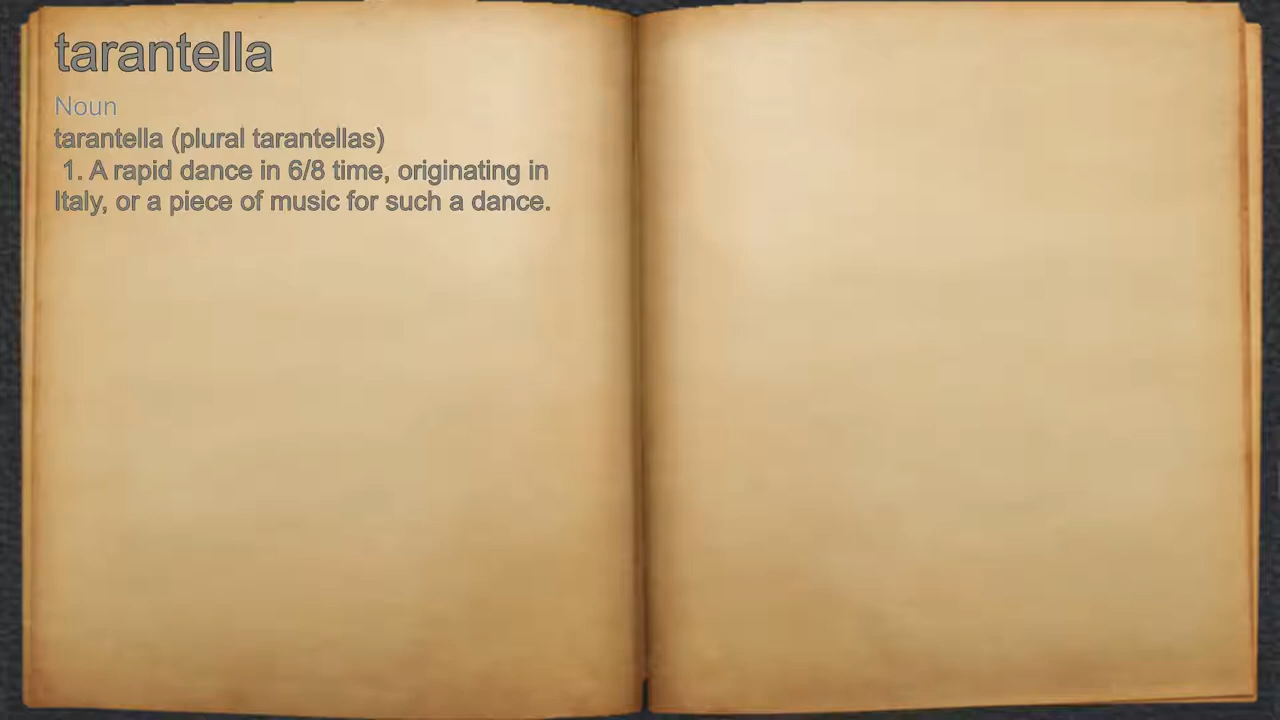 tarantella
Noun
tarantella (plural tarantellas)
1. A rapid dance in 6/8 time, originating in
Italy, or a piece of music for such a dance.